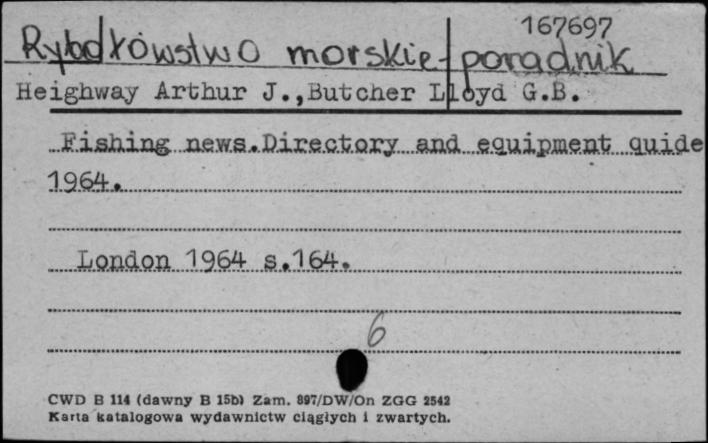 167697
Rybołówstwo morskie - poradnik
Heighway Arthur J.,Butcher Lloyd G.B.
Fishing news.Directory and equipment quide
1964.
London 1964 s.164.
6
CWD B 114 (dawny B 15b) Zam. 897/DW/On ZGG 2542
Karta katalogowa wydawnictw ciągłych i zwartych.